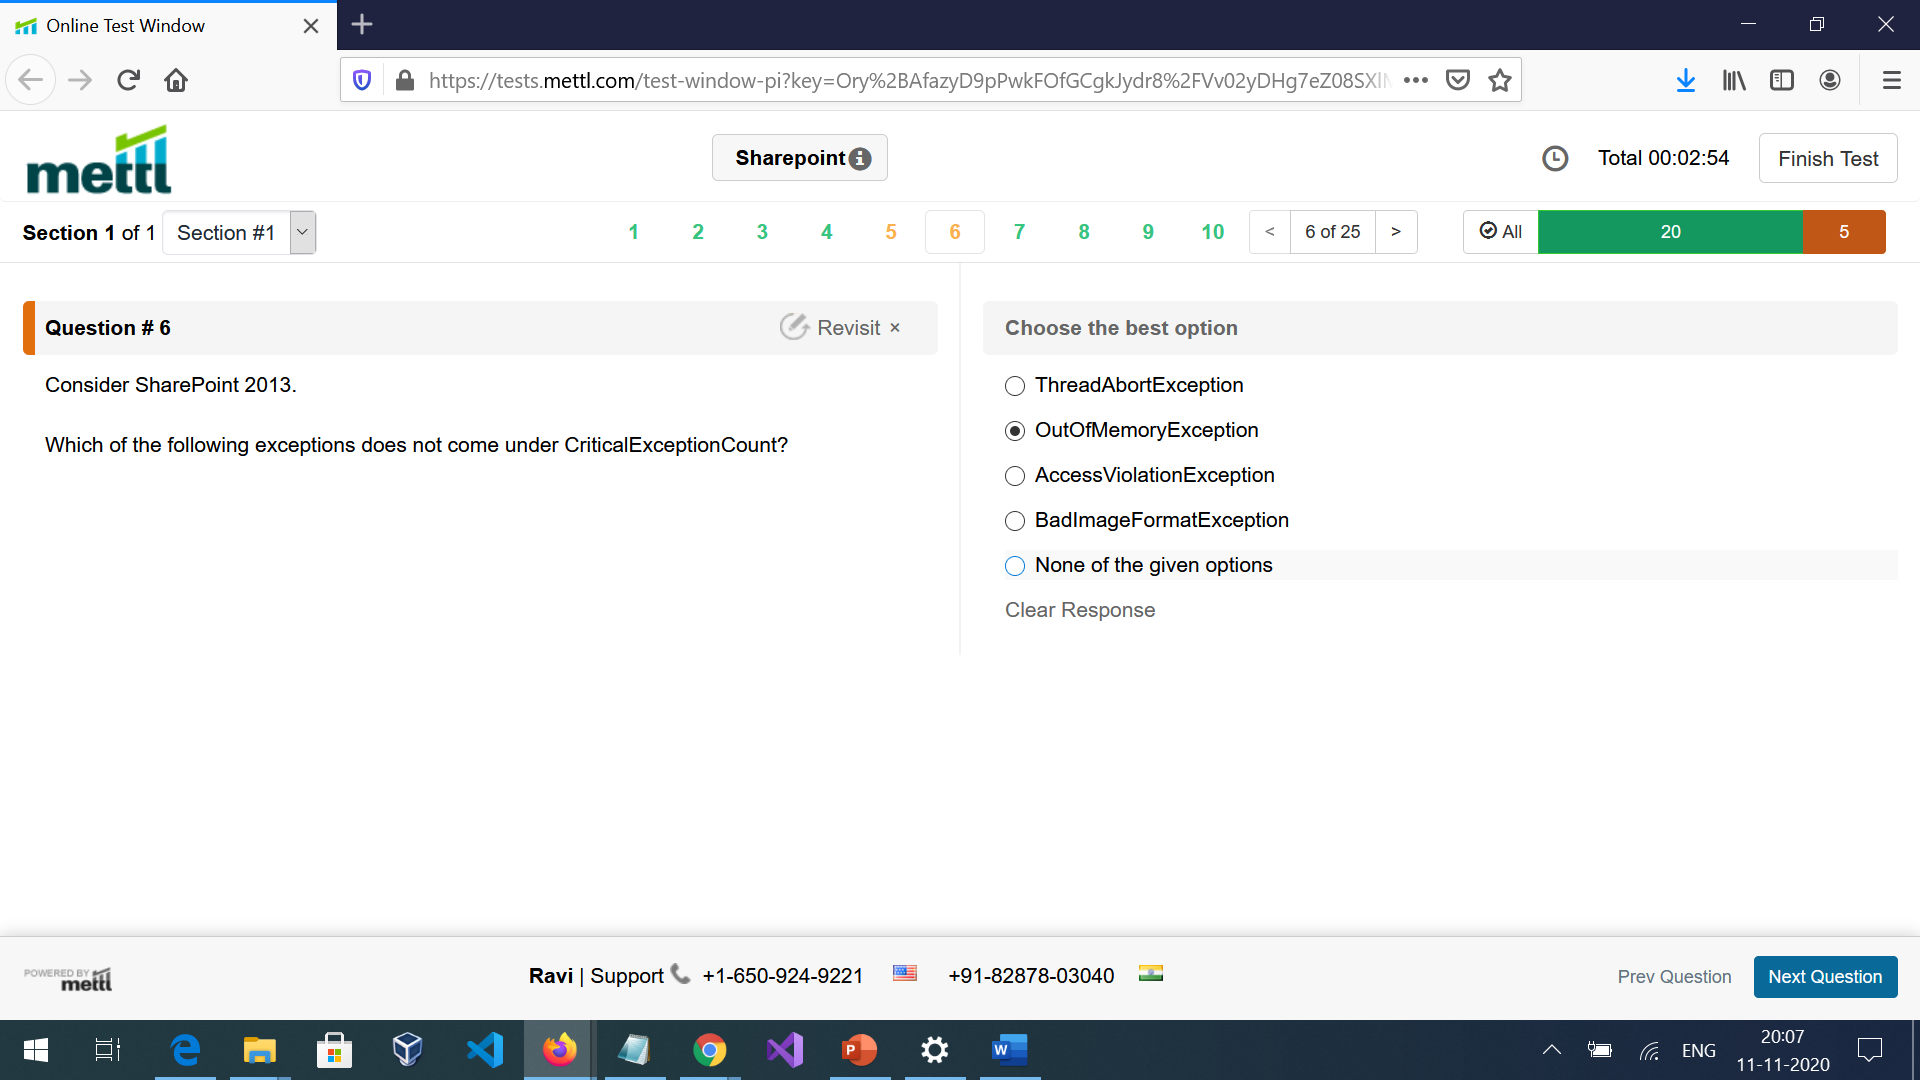 Online Test Window
https://tests.mettl.com/test-window-pi?key=Ory%2BAfazyD9pPwkFOfGCgkJydr8%2FVv02yDHg7eZ08SXIN
mettl
Sharepoint
Total 00:02:54
Finish Test
Section 1 of 1
Section #1
1 2 3 4 5 6 7 8 9 10
< 6 of 25 >
All 20 5
Question # 6
Revisit ×
Consider SharePoint 2013.
Which of the following exceptions does not come under CriticalExceptionCount?
Choose the best option
ThreadAbortException
OutOfMemoryException
AccessViolationException
BadImageFormatException
None of the given options
Clear Response
POWERED BY mettl
Ravi | Support +1-650-924-9221 +91-82878-03040
Prev Question
Next Question
ENG
20:07
11-11-2020